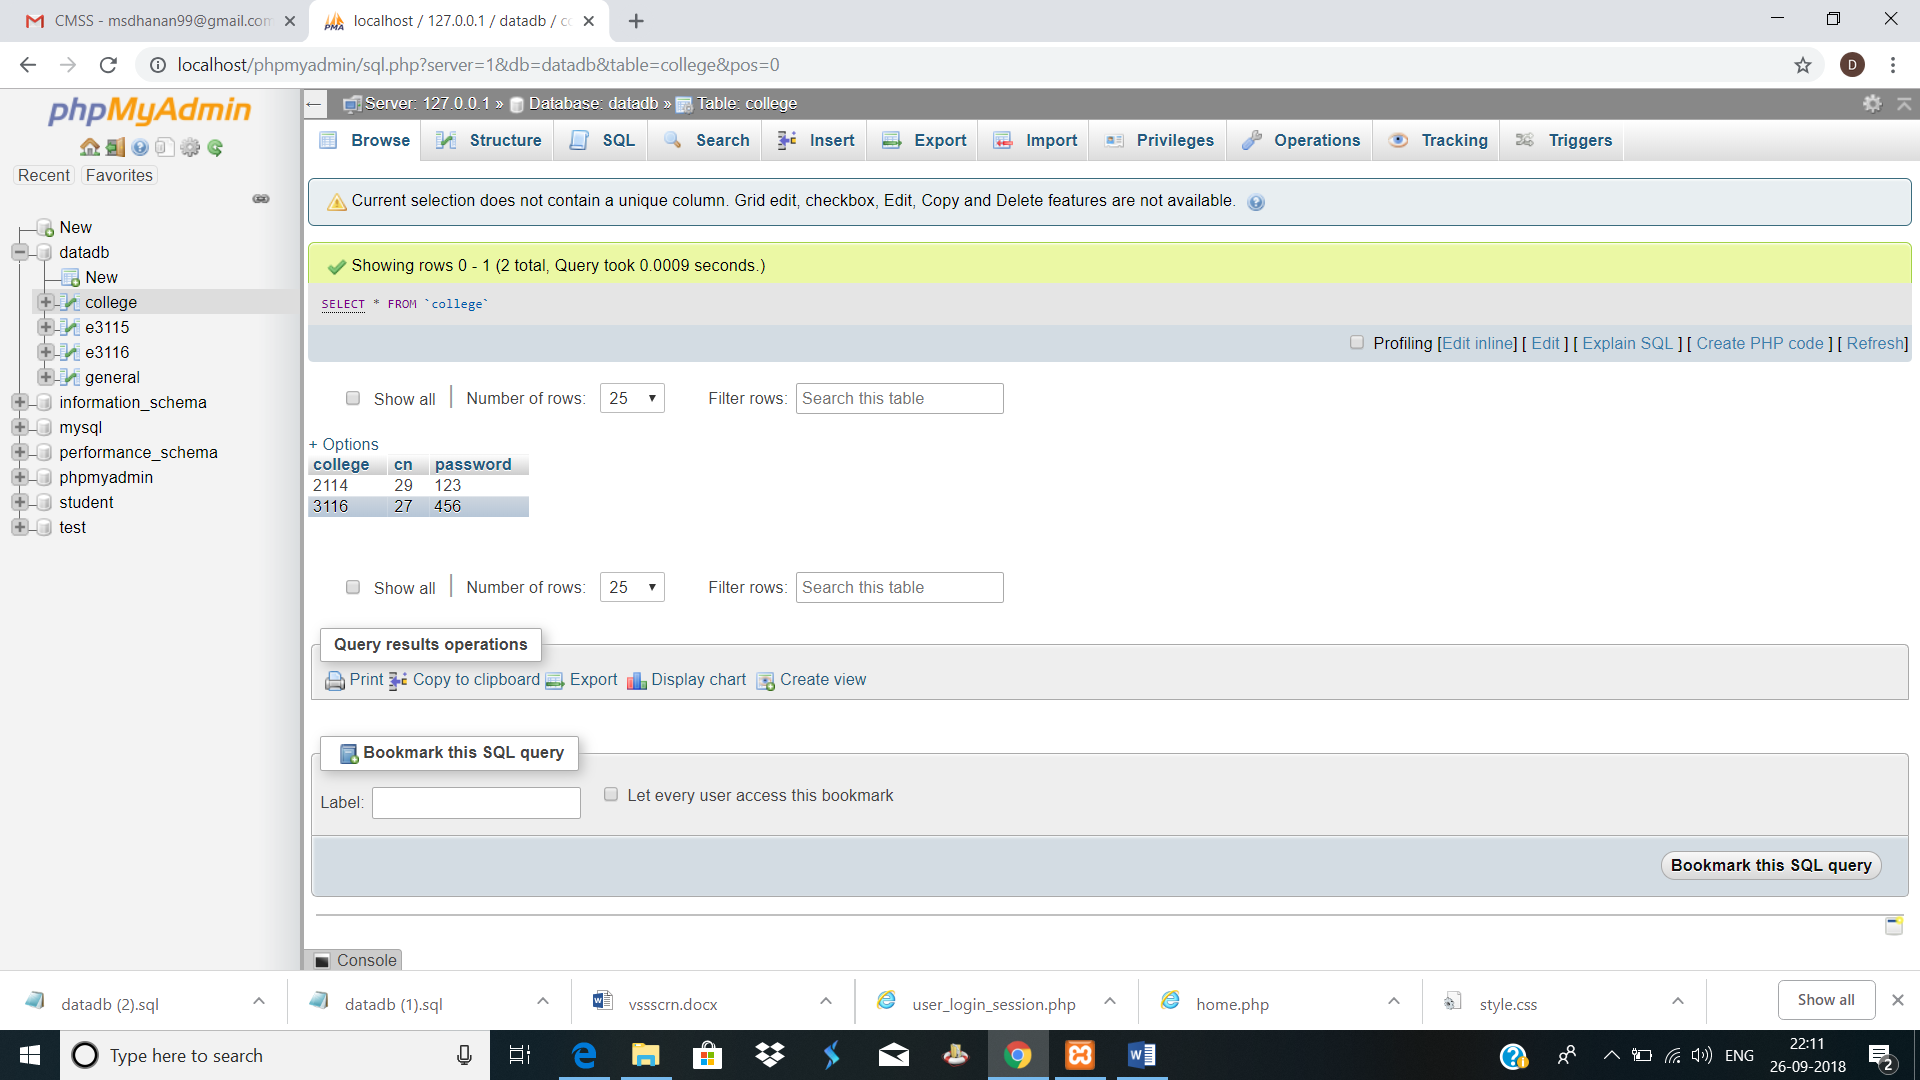 CMSS - msdhanan99@gmail.com
localhost / 127.0.0.1 / datadb / co
localhost/phpmyadmin/sql.php?server=1&db=datadb&table=college&pos=0
D
phpMyAdmin
Recent Favorites
New
datadb
New
college
e3115
e3116
general
information_schema
mysql
performance_schema
phpmyadmin
student
test
Server: 127.0.0.1 » Database: datadb » Table: college
Browse Structure SQL Search Insert Export Import Privileges Operations Tracking Triggers
Current selection does not contain a unique column. Grid edit, checkbox, Edit, Copy and Delete features are not available.
Showing rows 0 - 1 (2 total, Query took 0.0009 seconds.)
SELECT * FROM `college`
Profiling [Edit inline] [ Edit ] [ Explain SQL ] [ Create PHP code ] [ Refresh]
Show all Number of rows: 25 Filter rows: Search this table
+ Options
college cn password
2114 29 123
3116 27 456
Show all Number of rows: 25 Filter rows: Search this table
Query results operations
Print Copy to clipboard Export Display chart Create view
Bookmark this SQL query
Label: Let every user access this bookmark
Bookmark this SQL query
Console
datadb (2).sql datadb (1).sql vssscrn.docx user_login_session.php home.php style.css Show all
Type here to search
ENG
22:11
26-09-2018
2